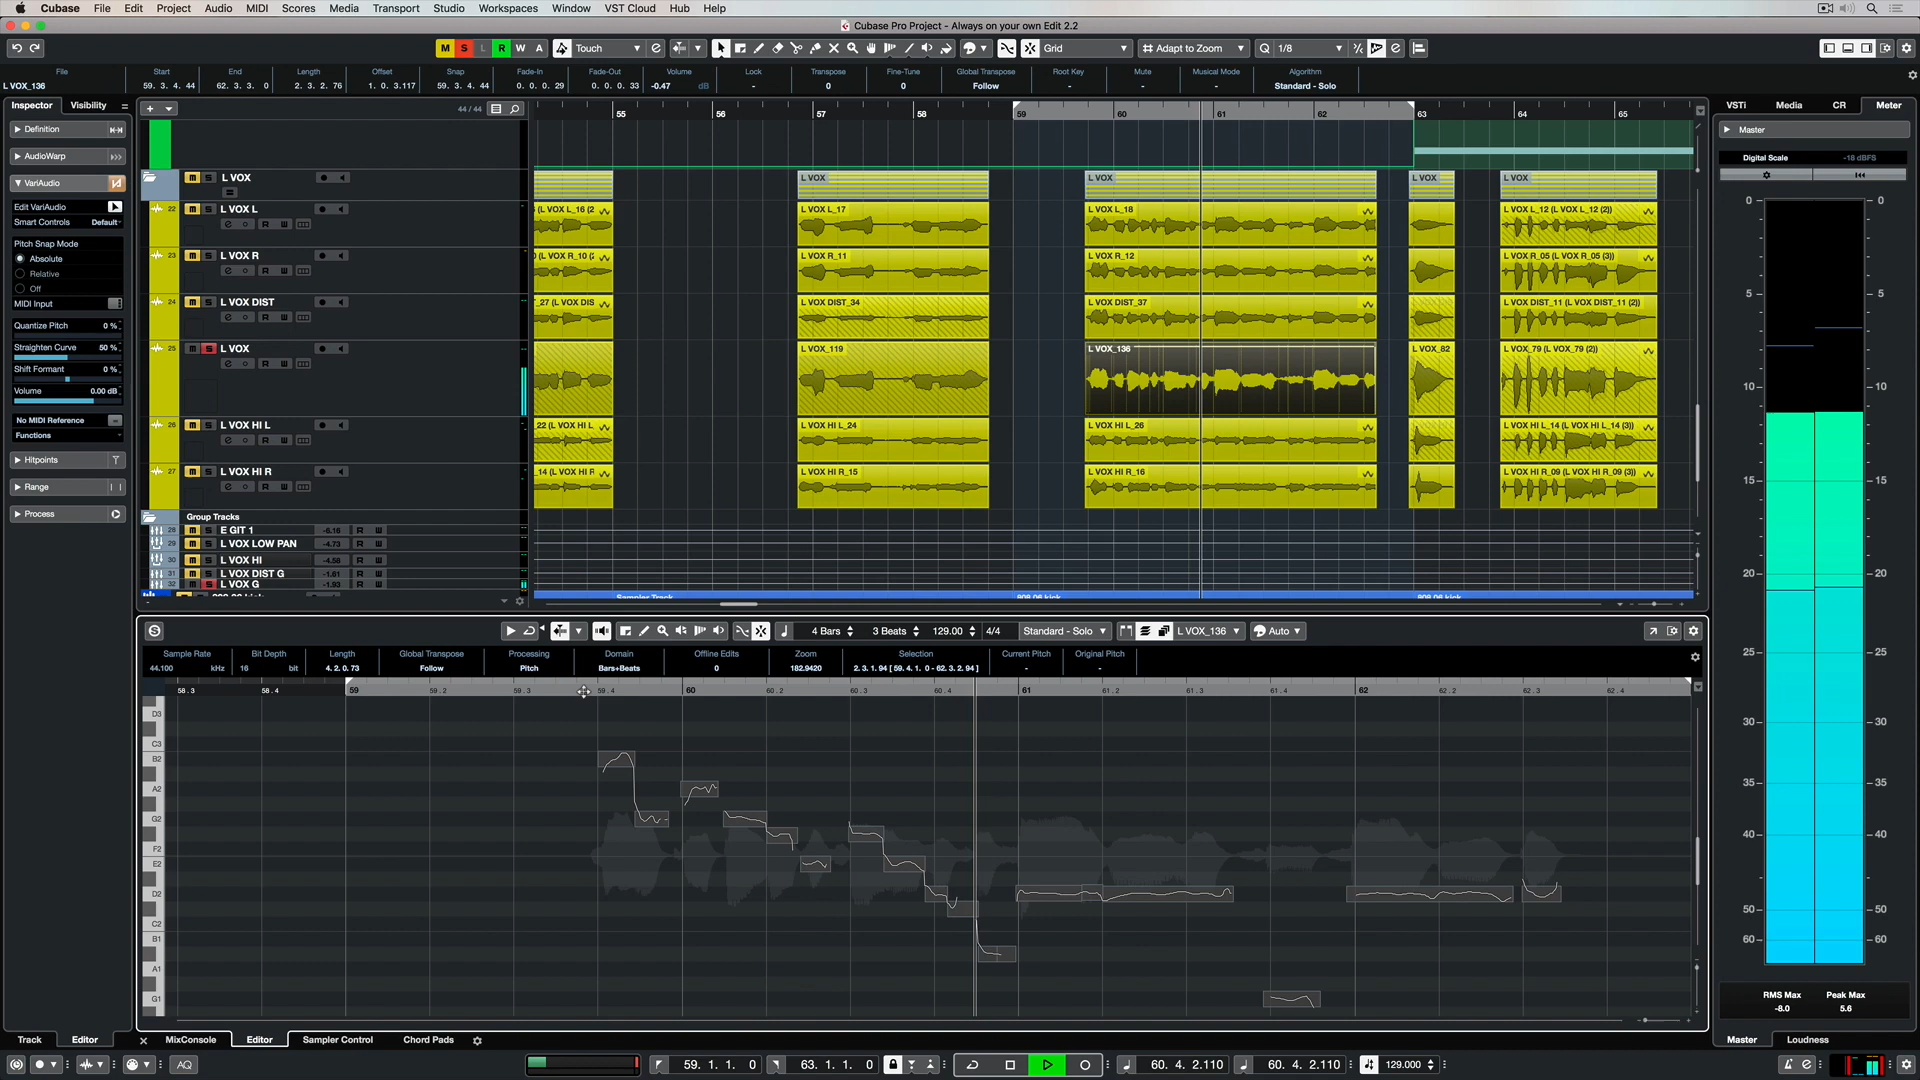 Cubase File Edit Project Audio MIDI Scores Media Transport Studio Workspaces Window VST Cloud Hub Help
Cubase Pro Project - Always on your own Edit 2.2
M S L R W A Touch Grid Adapt to Zoom Q 1/8
File Start End Length Offset Snap Fade-In Fade-Out Volume Lock Transpose Fine-Tune Global Transpose Root Key Mute Musical Mode Algorithm
L VOX_136 59. 3. 4. 44 62. 3. 3. 0 2. 3. 2. 76 1. 0. 3.117 59. 3. 4. 44 0. 0. 0. 29 0. 0. 0. 33 -0.47 dB - 0 0 Follow - - - Standard - Solo
Inspector Visibility
44 / 44
55 56 57 58 59 60 61 62 63 64 65
VSTi Media CR Meter
Definition
AudioWarp
VariAudio
Edit VariAudio
Smart Controls Default
Pitch Snap Mode
Absolute
Relative
Off
MIDI Input
Quantize Pitch 0 %
Straighten Curve 50 %
Shift Formant 0 %
Volume 0.00 dB
No MIDI Reference
Functions
Hitpoints
Range
Process
M S L VOX
L VOX L VOX L VOX L VOX
22 M S L VOX L
L VOX L_17 L VOX L_18 L VOX L_12 (L VOX L_12 (2))
23 M S L VOX R
L VOX R_11 L VOX R_12 L VOX R_05 (L VOX R_05 (3))
24 M S L VOX DIST
_27 (L VOX DIS L VOX DIST_34 L VOX DIST_37 L VOX DIST_11 (L VOX DIST_11 (2))
25 M S L VOX
L VOX_119 L VOX_136 L VOX_82 L VOX_79 (L VOX_79 (2))
26 M S L VOX HI L
_22 (L VOX HI L L VOX HI L_24 L VOX HI L_26 L VOX HI L_14 (L VOX HI L_14 (3))
27 M S L VOX HI R
_14 (L VOX HI R L VOX HI R_15 L VOX HI R_16 L VOX HI R_09 (L VOX HI R_09 (3))
Group Tracks
28 M S E GIT 1 -6.16 R W
29 M S L VOX LOW PAN -4.73 R W
30 M S L VOX HI -4.58 R W
31 M S L VOX DIST G -1.61 R W
32 M S L VOX G -1.93 R W
Sampler Track 808 06 kick 808 06 kick
4 Bars 3 Beats 129.00 4/4 Standard - Solo L VOX_136 Auto
Sample Rate Bit Depth Length Global Transpose Processing Domain Offline Edits Zoom Selection Current Pitch Original Pitch
44.100 kHz 16 bit 4. 2. 0. 73 Follow Pitch Bars+Beats 0 182.9420 2. 3. 1. 94 [ 59. 4. 1. 0 - 62. 3. 2. 94 ] - -
58.3 58.4 59 59.2 59.3 59.4 60 60.2 60.3 60.4 61 61.2 61.3 61.4 62 62.2 62.3 62.4
D3
C3
B2
A2
G2
F2
E2
D2
C2
B1
A1
G1
Master
Digital Scale -18 dBFS
0 0
5 5
10 10
15 15
20 20
25 25
30 30
35 35
40 40
50 50
60 60
RMS Max Peak Max
-8.0 5.6
Track Editor MixConsole Editor Sampler Control Chord Pads
Master Loudness
AQ 59. 1. 1. 0 63. 1. 1. 0 60. 4. 2.110 60. 4. 2.110 129.000